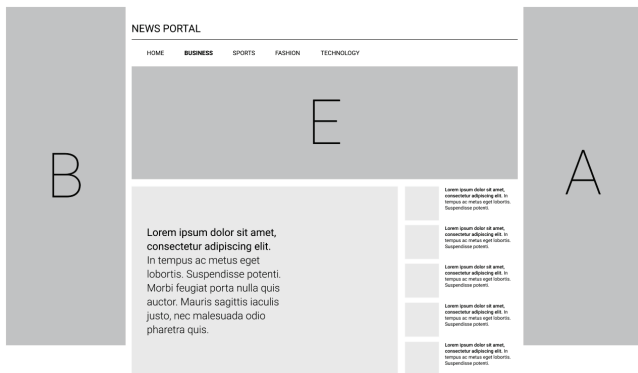 NEWS PORTAL
HOME BUSINESS SPORTS FASHION TECHNOLOGY
B
E
A
Lorem ipsum dolor sit amet,
consectetur adipiscing elit.
In tempus ac metus eget
lobortis. Suspendisse potenti.
Morbi feugiat porta nulla quis
auctor. Mauris sagittis iaculis
justo, nec malesuada odio
pharetra quis.
Lorem ipsum dolor sit amet,
consectetur adipiscing elit. In
tempus ac metus eget lobortis.
Suspendisse potenti.
Lorem ipsum dolor sit amet,
consectetur adipiscing elit. In
tempus ac metus eget lobortis.
Suspendisse potenti.
Lorem ipsum dolor sit amet,
consectetur adipiscing elit. In
tempus ac metus eget lobortis.
Suspendisse potenti.
Lorem ipsum dolor sit amet,
consectetur adipiscing elit. In
tempus ac metus eget lobortis.
Suspendisse potenti.
Lorem ipsum dolor sit amet,
consectetur adipiscing elit. In
tempus ac metus eget lobortis.
Suspendisse potenti.